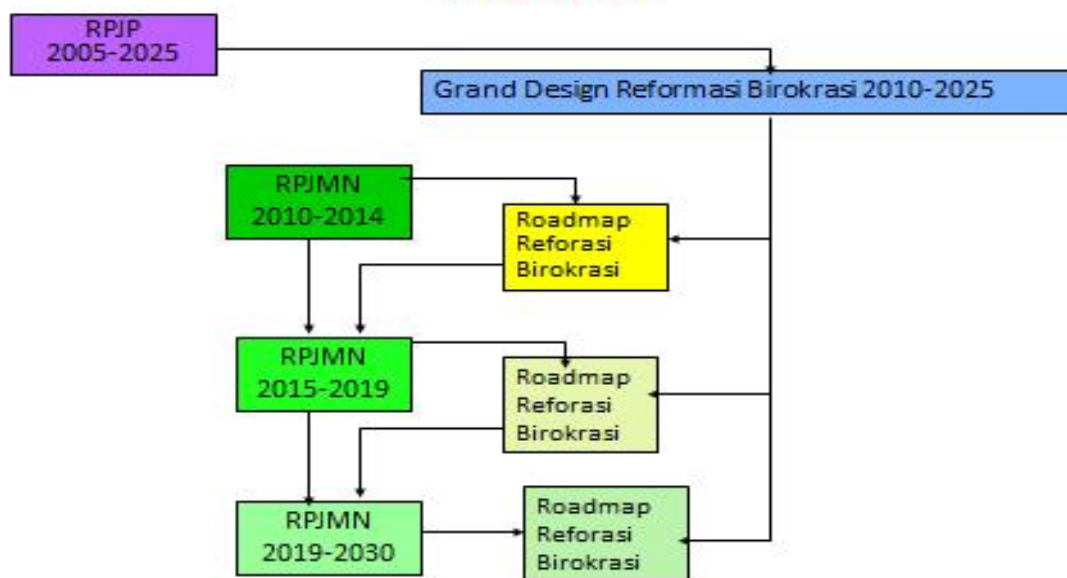 RPJP
2005-2025
Grand Design Reformasi Birokrasi 2010-2025
RPJMN
2010-2014
Roadmap
Reforasi
Birokrasi
RPJMN
2015-2019
Roadmap
Reforasi
Birokrasi
RPJMN
2019-2030
Roadmap
Reforasi
Birokrasi